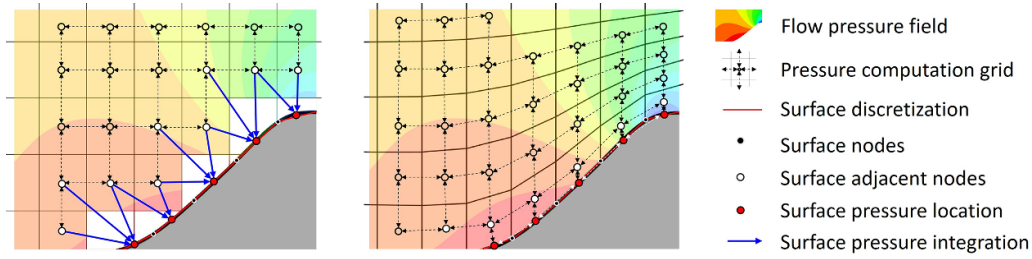 Flow pressure field
Pressure computation grid
Surface discretization
Surface nodes
Surface adjacent nodes
Surface pressure location
Surface pressure integration